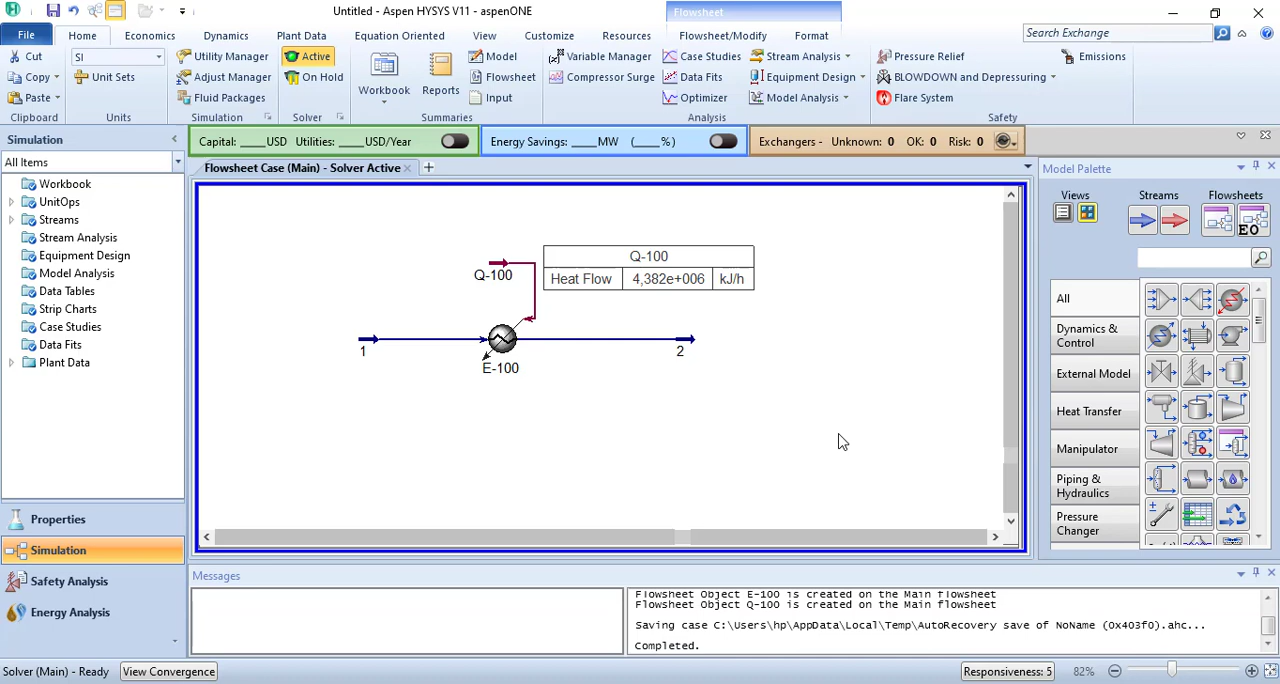 Untitled - Aspen HYSYS V11 - aspenONE
Flowsheet
File Home Economics Dynamics Plant Data Equation Oriented View Customize Resources Flowsheet/Modify Format
Search Exchange
Cut SI Utility Manager Active Model Variable Manager Case Studies Stream Analysis Pressure Relief Emissions
Copy Unit Sets Adjust Manager On Hold Workbook Reports Flowsheet Compressor Surge Data Fits Equipment Design BLOWDOWN and Depressuring
Paste Fluid Packages Input Optimizer Model Analysis Flare System
Clipboard Units Simulation Solver Summaries Analysis Safety
Simulation
Capital: ____USD Utilities: ____USD/Year
Energy Savings: ____MW (____%)
Exchangers - Unknown: 0 OK: 0 Risk: 0
All Items
Flowsheet Case (Main) - Solver Active
Workbook
UnitOps
Streams
Stream Analysis
Equipment Design
Model Analysis
Data Tables
Strip Charts
Case Studies
Data Fits
Plant Data
Properties
Simulation
Safety Analysis
Energy Analysis
Q-100
Q-100
Heat Flow 4,382e+006 kJ/h
1
2
E-100
Model Palette
Views Streams Flowsheets
EO
All
Dynamics &
Control
External Model
Heat Transfer
Manipulator
Piping &
Hydraulics
Pressure
Changer
Messages
Flowsheet Object E-100 is created on the Main flowsheet
Flowsheet Object Q-100 is created on the Main flowsheet
Saving case C:\Users\hp\AppData\Local\Temp\AutoRecovery save of NoName (0x403f0).ahc...
Completed.
Solver (Main) - Ready View Convergence Responsiveness: 5 82%